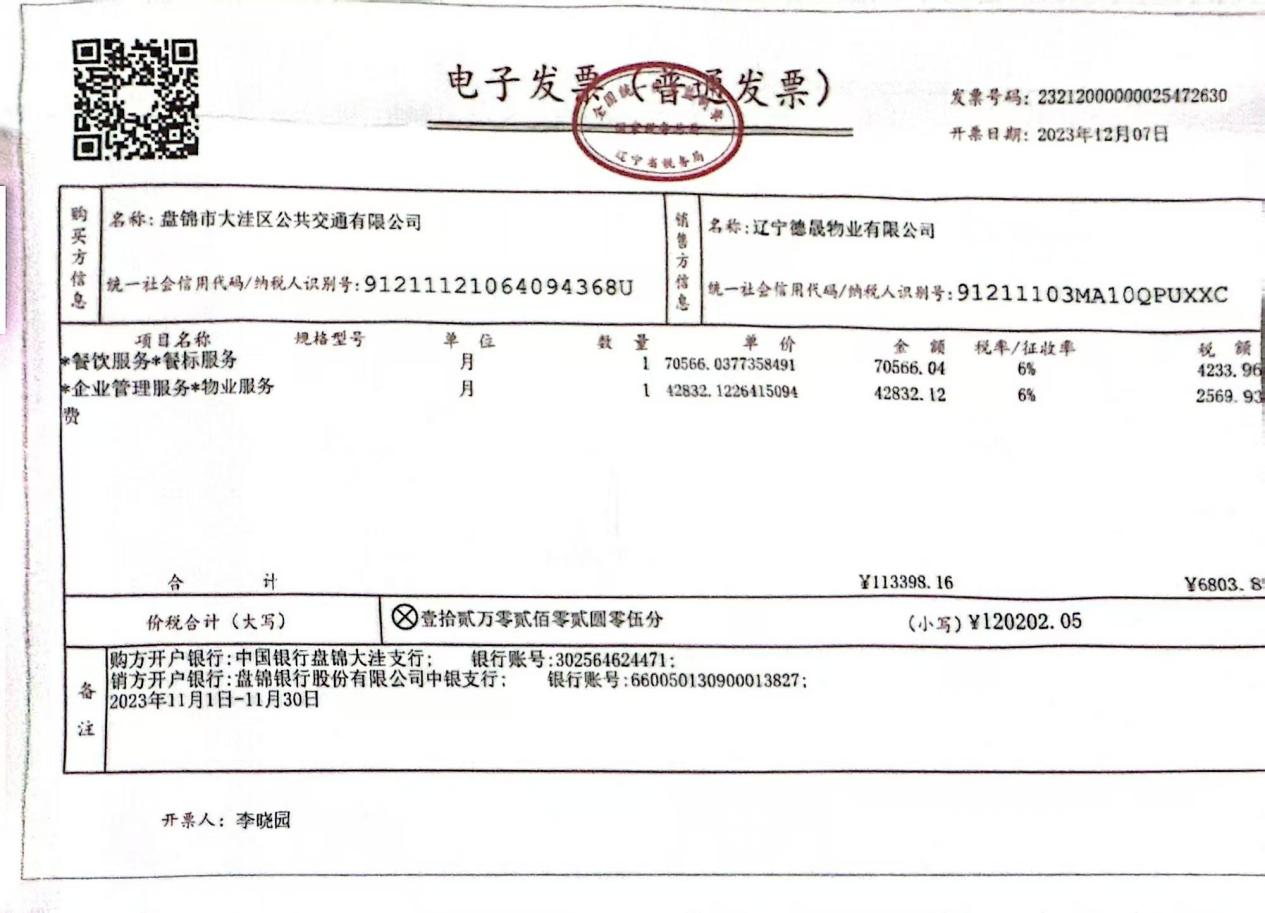 电子发票（普通发票）
国家税务总局
辽宁省税务局
发票号码：23212000000025472630
开票日期：2023年12月07日
购买方信息
名称：盘锦市大洼区公共交通有限公司
统一社会信用代码/纳税人识别号：91211121064094368U
销售方信息
名称：辽宁德晟物业有限公司
统一社会信用代码/纳税人识别号：91211103MA10QPUXXC
项目名称 规格型号 单位 数量 单价 金额 税率/征收率 税额
*餐饮服务*餐标服务 月 1 70566.0377358491 70566.04 6% 4233.96
*企业管理服务*物业服务 月 1 42832.1226415094 42832.12 6% 2569.93
费
合计 ¥113398.16 ¥6803.8
价税合计（大写） ⊗壹拾贰万零贰佰零贰圆零伍分 （小写）¥120202.05
备注
购方开户银行：中国银行盘锦大洼支行； 银行账号：302564624471；
销方开户银行：盘锦银行股份有限公司中银支行； 银行账号：660050130900013827；
2023年11月1日-11月30日
开票人：李晓园